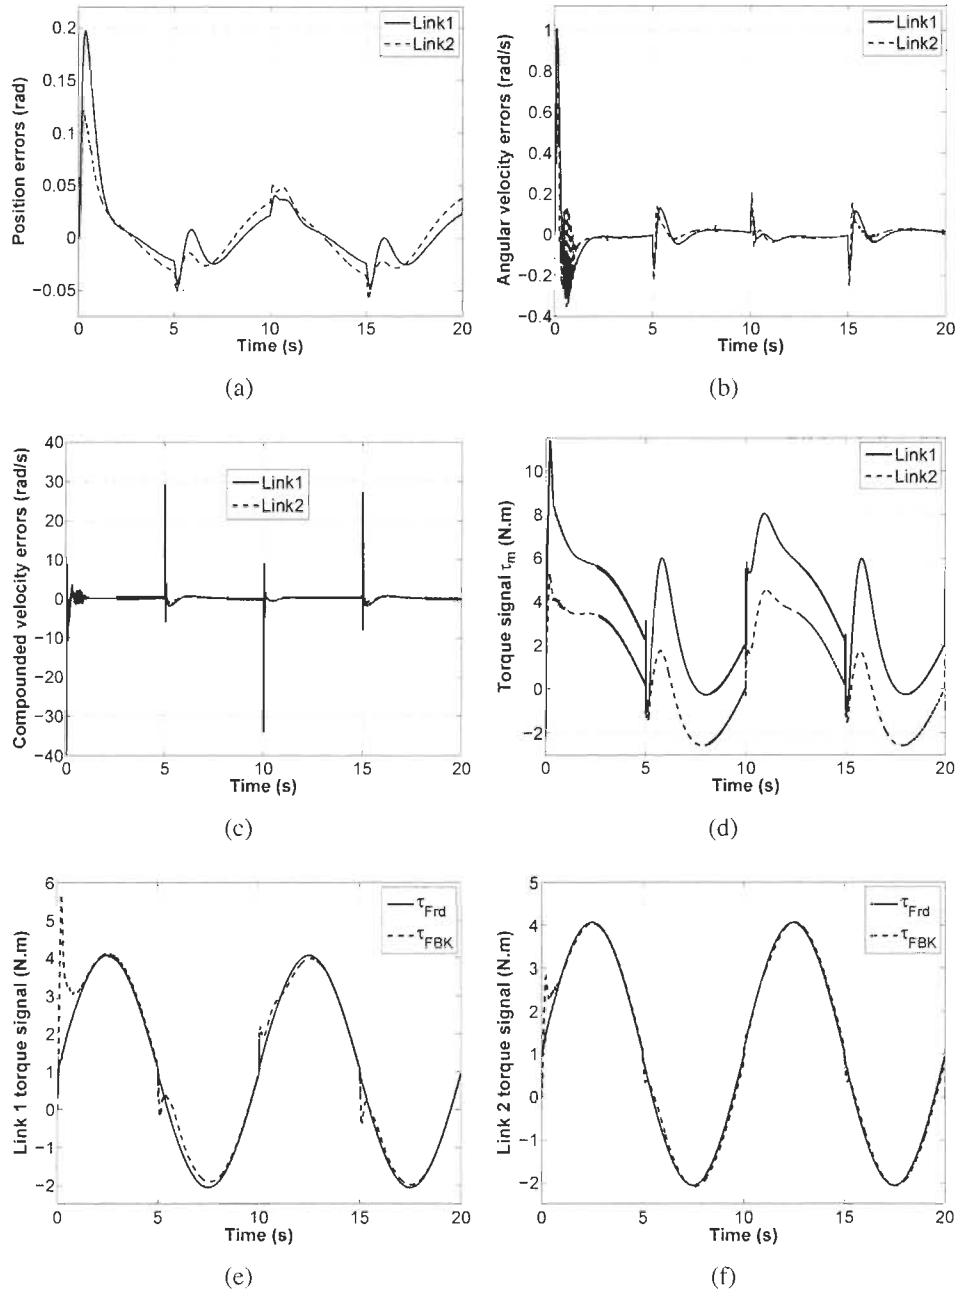 Position errors (rad)
0.2
0.15
0.1
0.05
0
−0.05
0
5
10
15
20
Time (s)
Link1
Link2
(a)
Angular velocity errors (rad/s)
1
0.8
0.6
0.4
0.2
0
−0.2
−0.4
0
5
10
15
20
Time (s)
Link1
Link2
(b)
Compounded velocity errors (rad/s)
40
30
20
10
0
−10
−20
−30
−40
0
5
10
15
20
Time (s)
Link1
Link2
(c)
Torque signal τm (N.m)
10
8
6
4
2
0
−2
0
5
10
15
20
Time (s)
Link1
Link2
(d)
Link 1 torque signal (N.m)
6
5
4
3
2
1
0
−1
−2
0
5
10
15
20
Time (s)
τFrd
τFBK
(e)
Link 2 torque signal (N.m)
5
4
3
2
1
0
−1
−2
0
5
10
15
20
Time (s)
τFrd
τFBK
(f)